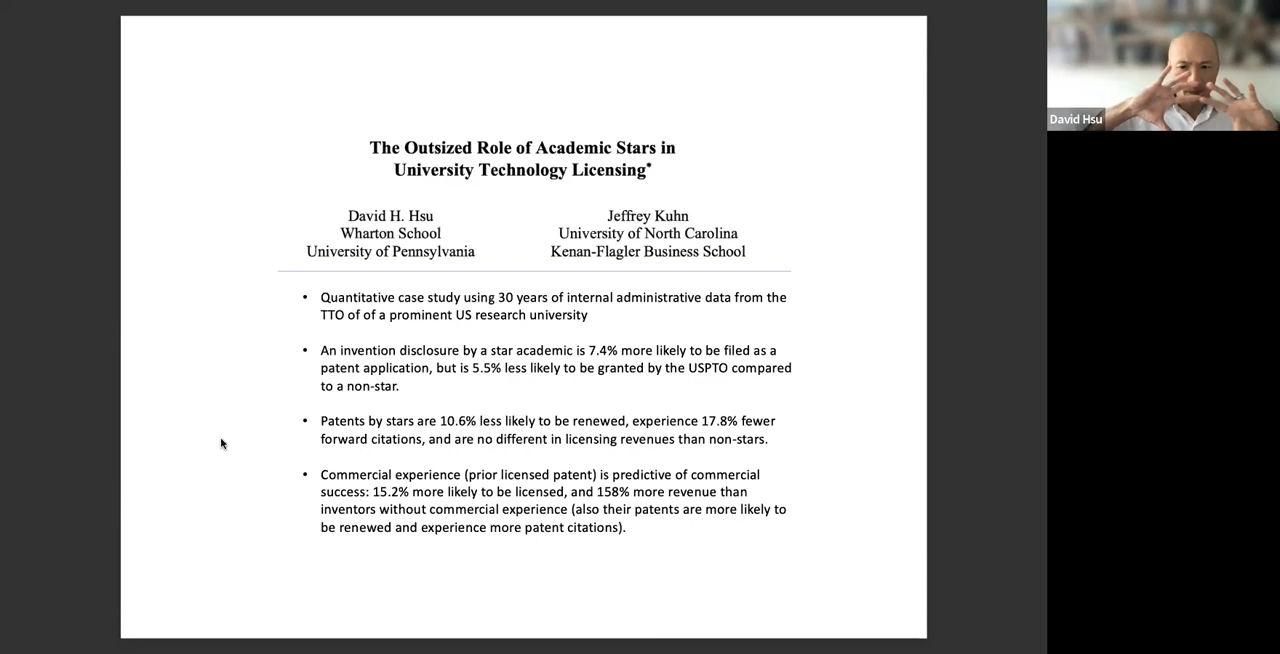 The Outsized Role of Academic Stars in
University Technology Licensing*
David H. Hsu
Wharton School
University of Pennsylvania
Jeffrey Kuhn
University of North Carolina
Kenan-Flagler Business School
• Quantitative case study using 30 years of internal administrative data from the
TTO of of a prominent US research university
• An invention disclosure by a star academic is 7.4% more likely to be filed as a
patent application, but is 5.5% less likely to be granted by the USPTO compared
to a non-star.
• Patents by stars are 10.6% less likely to be renewed, experience 17.8% fewer
forward citations, and are no different in licensing revenues than non-stars.
• Commercial experience (prior licensed patent) is predictive of commercial
success: 15.2% more likely to be licensed, and 158% more revenue than
inventors without commercial experience (also their patents are more likely to
be renewed and experience more patent citations).
David Hsu